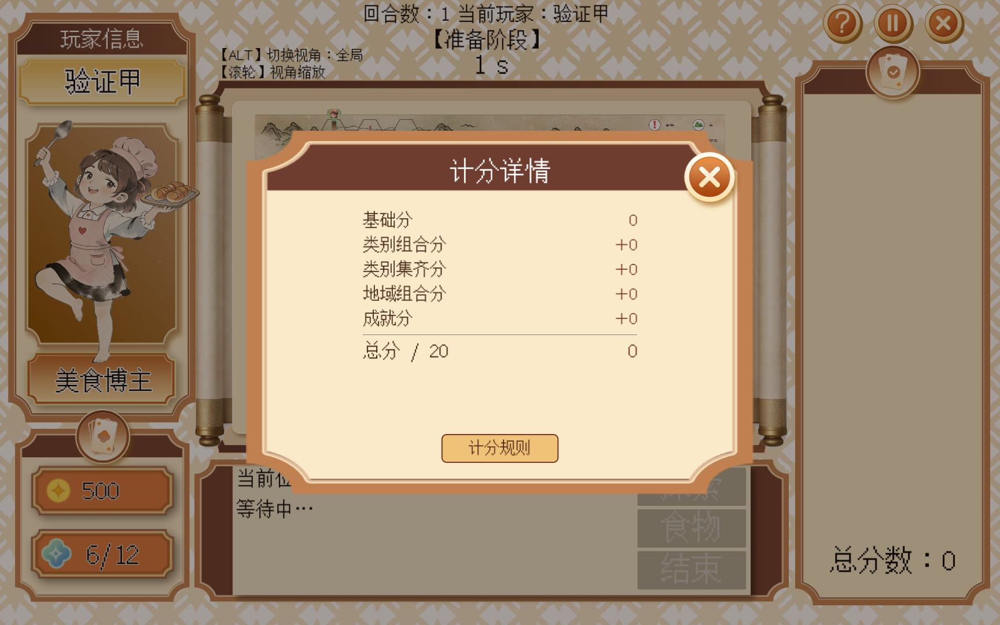 回合数：1 当前玩家：验证甲
【准备阶段】
1 s
【ALT】切换视角：全局
【滚轮】视角缩放
玩家信息
验证甲
美食博主
500
6/12
计分详情
基础分 0
类别组合分 +0
类别集齐分 +0
地域组合分 +0
成就分 +0
总分 / 20 0
计分规则
当前位
等待中…
食物
结束
总分数：0